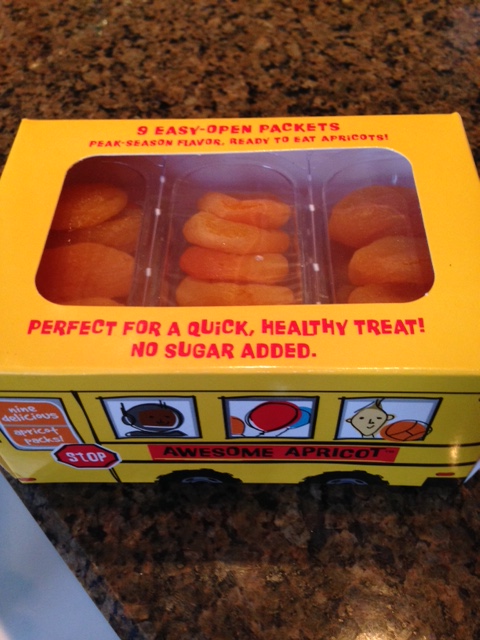 9 EASY-OPEN PACKETS
PEAK-SEASON FLAVOR, READY TO EAT APRICOTS!
PERFECT FOR A QUICK, HEALTHY TREAT!
NO SUGAR ADDED.
nine
delicious
apricot
packs!
STOP
AWESOME APRICOT™